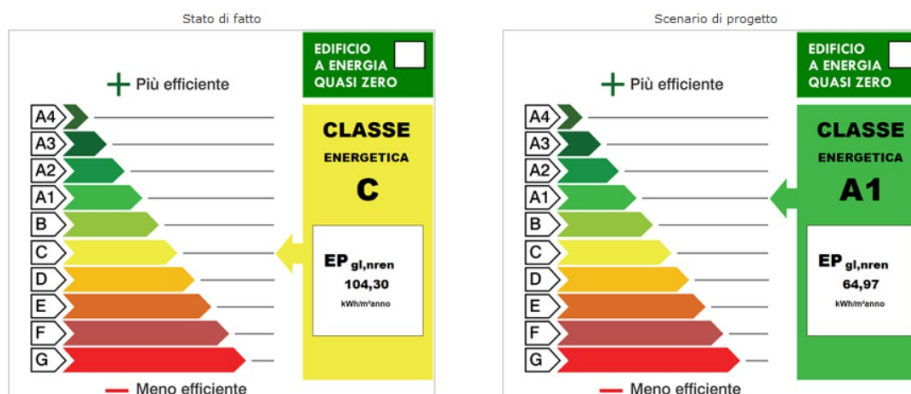 Stato di fatto
EDIFICIO
A ENERGIA
QUASI ZERO
+ Più efficiente
A4
A3
A2
A1
B
C
D
E
F
G
CLASSE
ENERGETICA
C
EP gl,nren
104,30
kWh/m²anno
— Meno efficiente
Scenario di progetto
EDIFICIO
A ENERGIA
QUASI ZERO
+ Più efficiente
A4
A3
A2
A1
B
C
D
E
F
G
CLASSE
ENERGETICA
A1
EP gl,nren
64,97
kWh/m²anno
— Meno efficiente